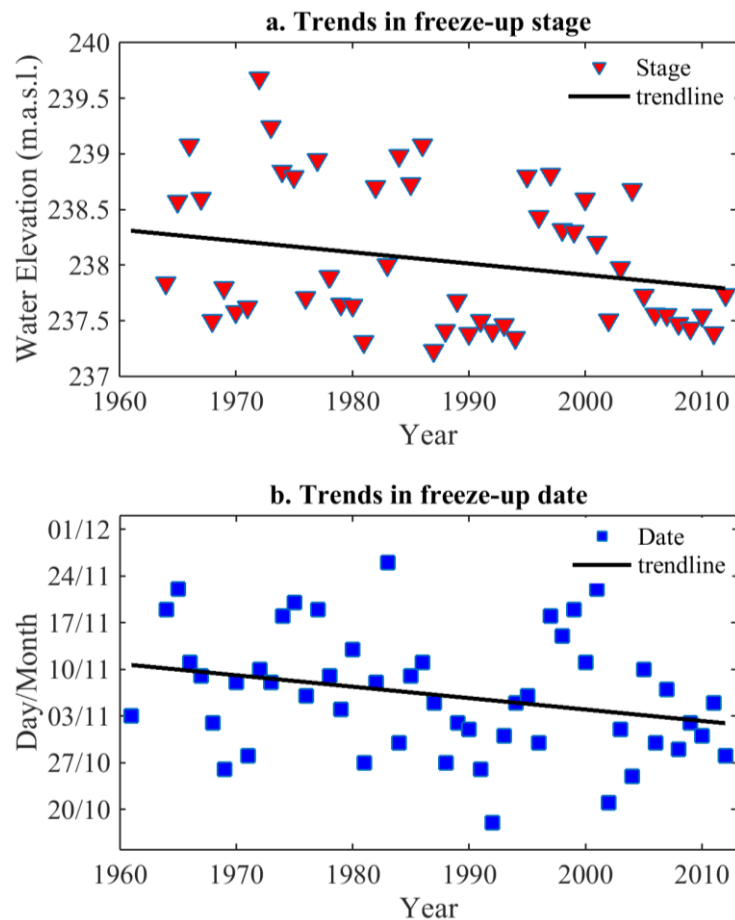 a. Trends in freeze-up stage
240
239.5
239
238.5
238
237.5
237
Water Elevation (m.a.s.l.)
Stage
trendline
1960 1970 1980 1990 2000 2010
Year
b. Trends in freeze-up date
01/12
24/11
17/11
10/11
03/11
27/10
20/10
Day/Month
Date
trendline
1960 1970 1980 1990 2000 2010
Year